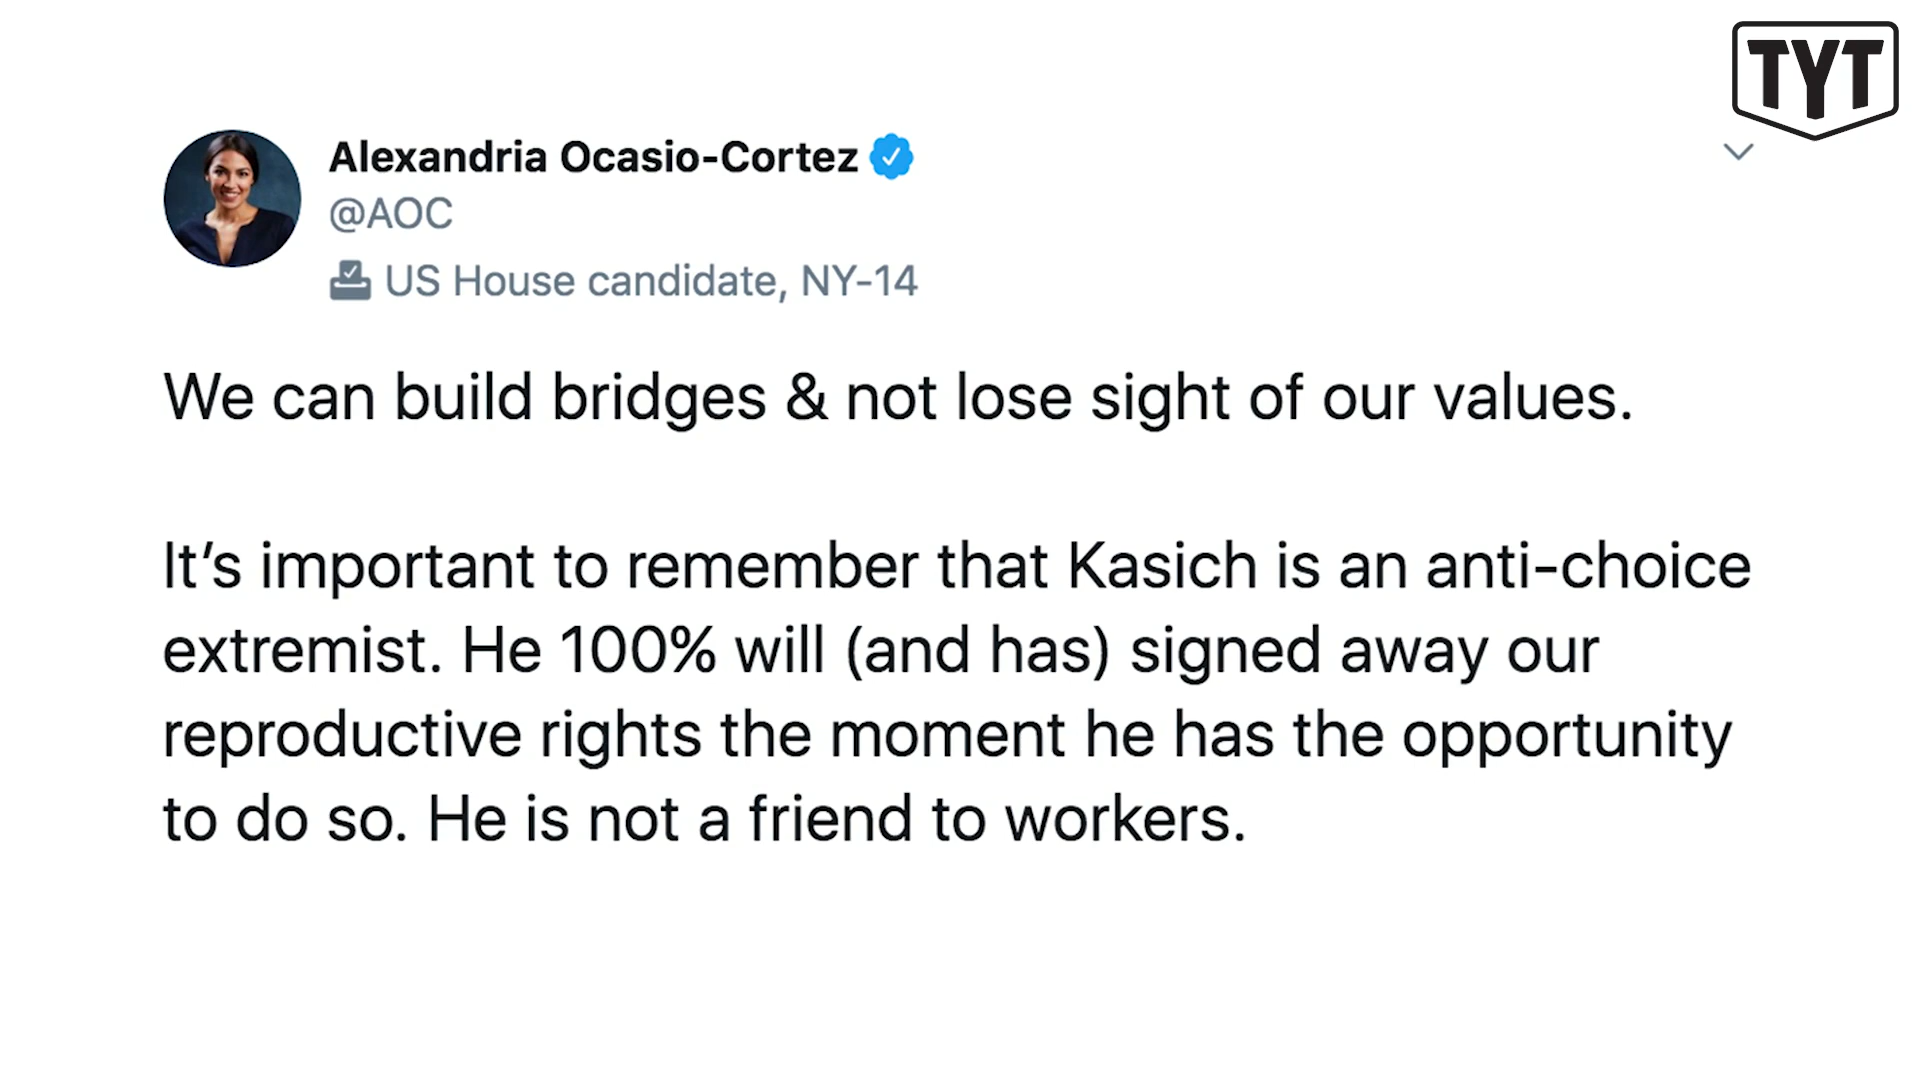 TYT
Alexandria Ocasio-Cortez
@AOC
US House candidate, NY-14
We can build bridges & not lose sight of our values.
It’s important to remember that Kasich is an anti-choice
extremist. He 100% will (and has) signed away our
reproductive rights the moment he has the opportunity
to do so. He is not a friend to workers.